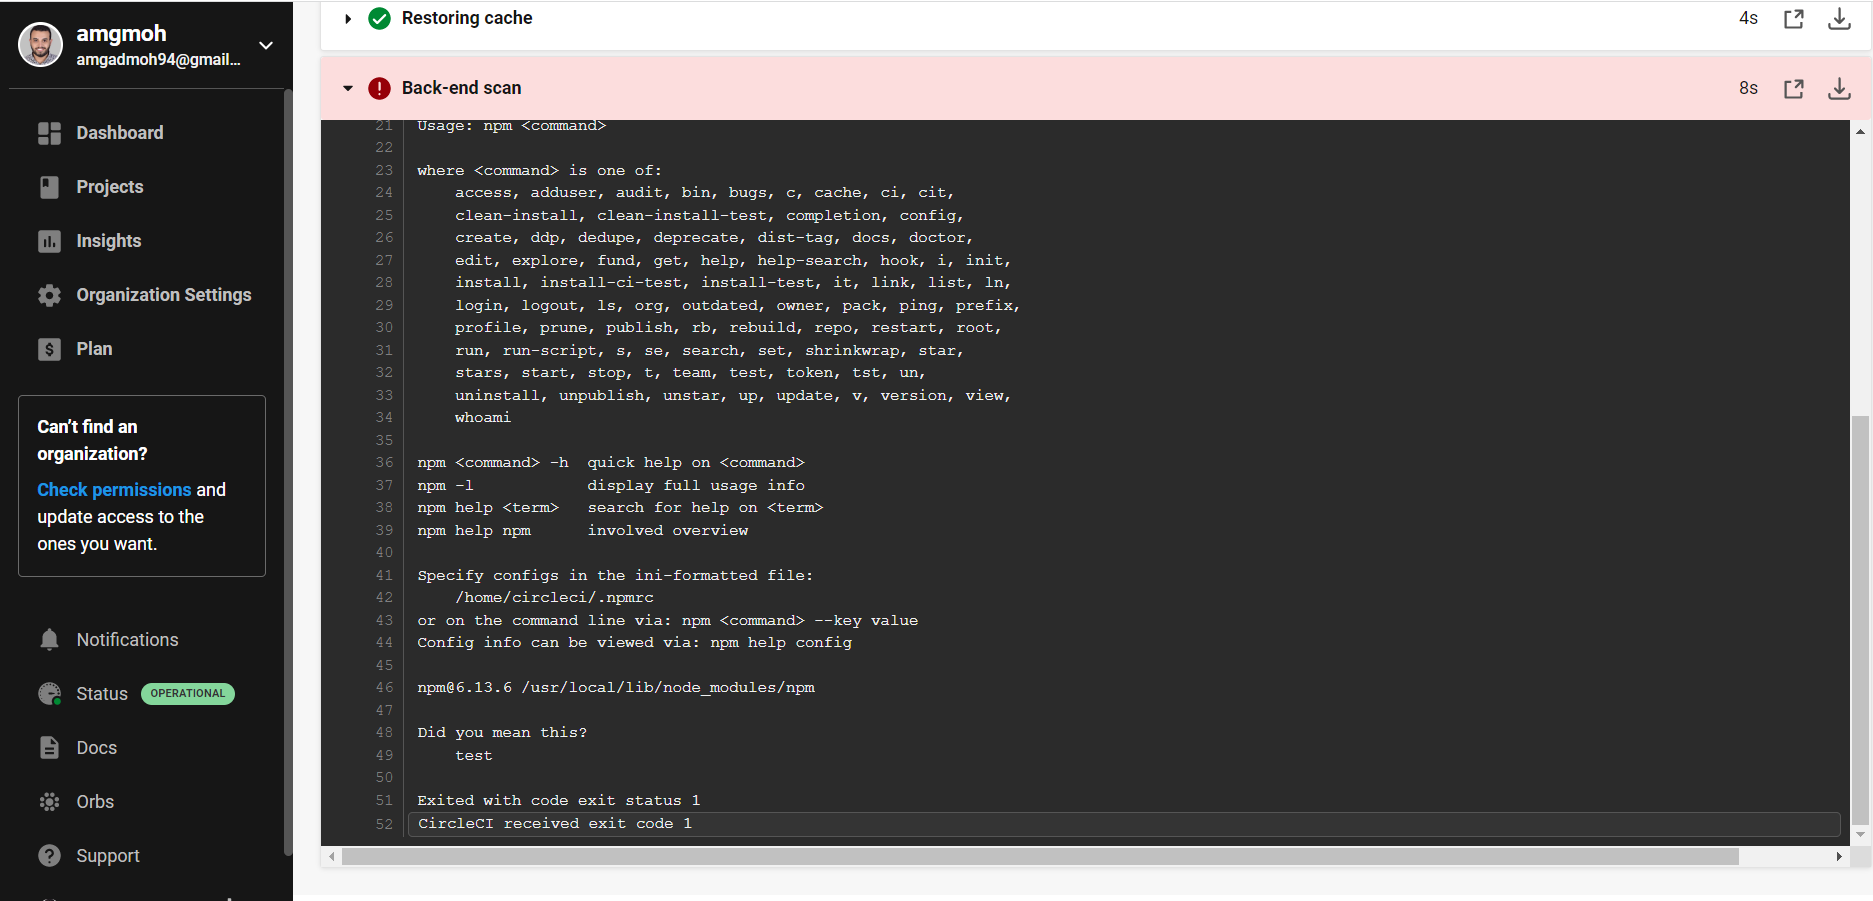 amgmoh
amgadmoh94@gmail...
Dashboard
Projects
Insights
Organization Settings
Plan
Can't find an
organization?
Check permissions and
update access to the
ones you want.
Notifications
Status OPERATIONAL
Docs
Orbs
Support
Restoring cache 4s
Back-end scan 8s
21 Usage: npm <command>
22
23 where <command> is one of:
24 access, adduser, audit, bin, bugs, c, cache, ci, cit,
25 clean-install, clean-install-test, completion, config,
26 create, ddp, dedupe, deprecate, dist-tag, docs, doctor,
27 edit, explore, fund, get, help, help-search, hook, i, init,
28 install, install-ci-test, install-test, it, link, list, ln,
29 login, logout, ls, org, outdated, owner, pack, ping, prefix,
30 profile, prune, publish, rb, rebuild, repo, restart, root,
31 run, run-script, s, se, search, set, shrinkwrap, star,
32 stars, start, stop, t, team, test, token, tst, un,
33 uninstall, unpublish, unstar, up, update, v, version, view,
34 whoami
35
36 npm <command> -h quick help on <command>
37 npm -l display full usage info
38 npm help <term> search for help on <term>
39 npm help npm involved overview
40
41 Specify configs in the ini-formatted file:
42 /home/circleci/.npmrc
43 or on the command line via: npm <command> --key value
44 Config info can be viewed via: npm help config
45
46 npm@6.13.6 /usr/local/lib/node_modules/npm
47
48 Did you mean this?
49 test
50
51 Exited with code exit status 1
52 CircleCI received exit code 1